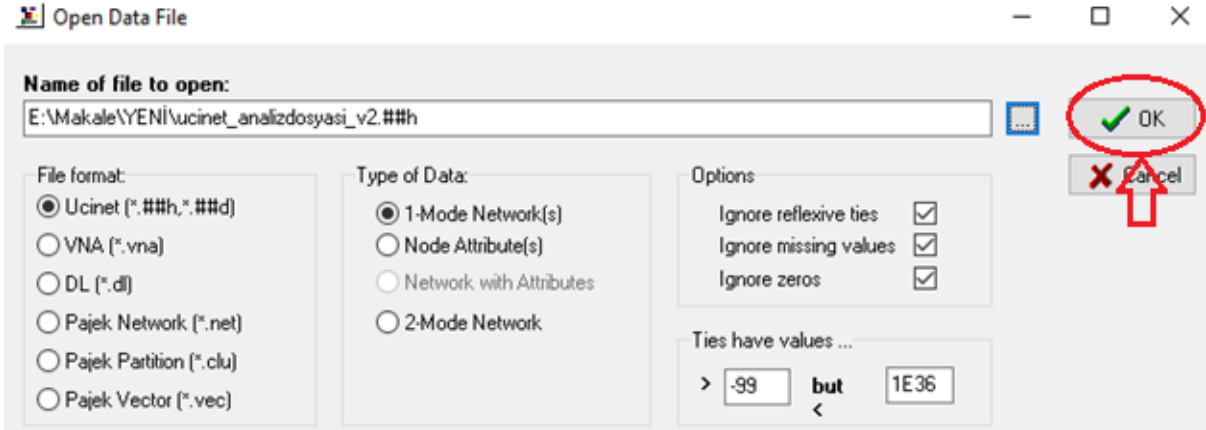 Open Data File
Name of file to open:
E:\Makale\YENİ\ucinet_analizdosyasi_v2.##h
...
OK
Cancel
File format:
Ucinet (*.##h,*.##d)
VNA (*.vna)
DL (*.dl)
Pajek Network (*.net)
Pajek Partition (*.clu)
Pajek Vector (*.vec)
Type of Data:
1-Mode Network(s)
Node Attribute(s)
Network with Attributes
2-Mode Network
Options
Ignore reflexive ties
Ignore missing values
Ignore zeros
Ties have values ...
> -99 but < 1E36